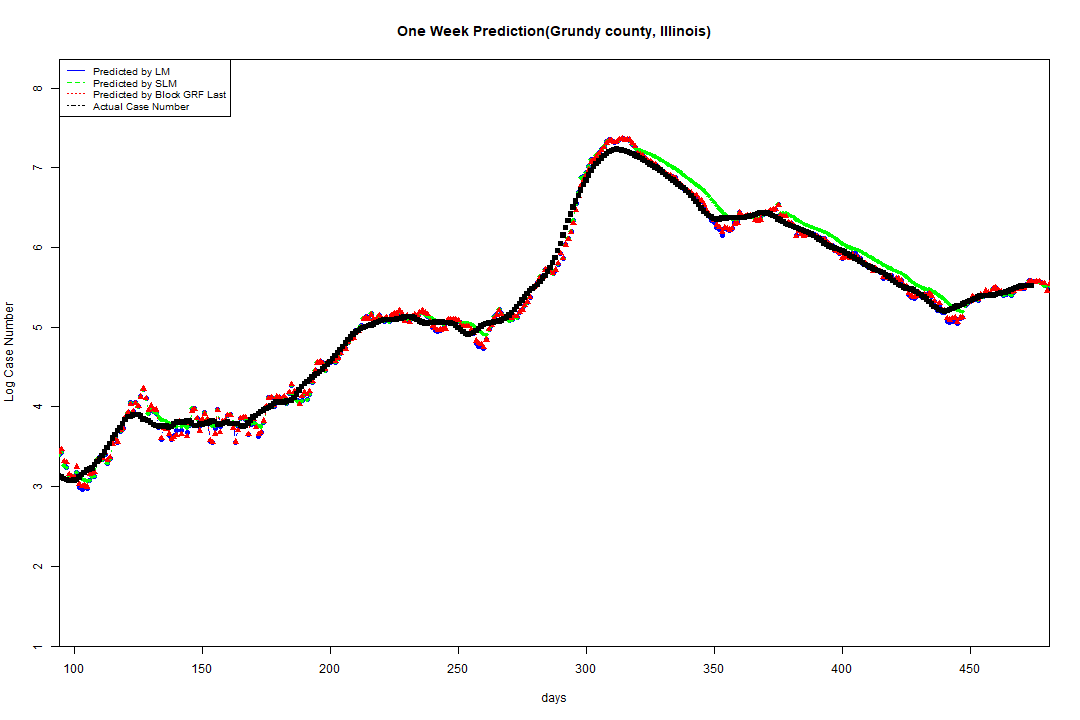 One Week Prediction(Grundy county, Illinois)
Predicted by LM
Predicted by SLM
Predicted by Block GRF Last
Actual Case Number
8
7
6
5
4
3
2
1
Log Case Number
100 150 200 250 300 350 400 450
days